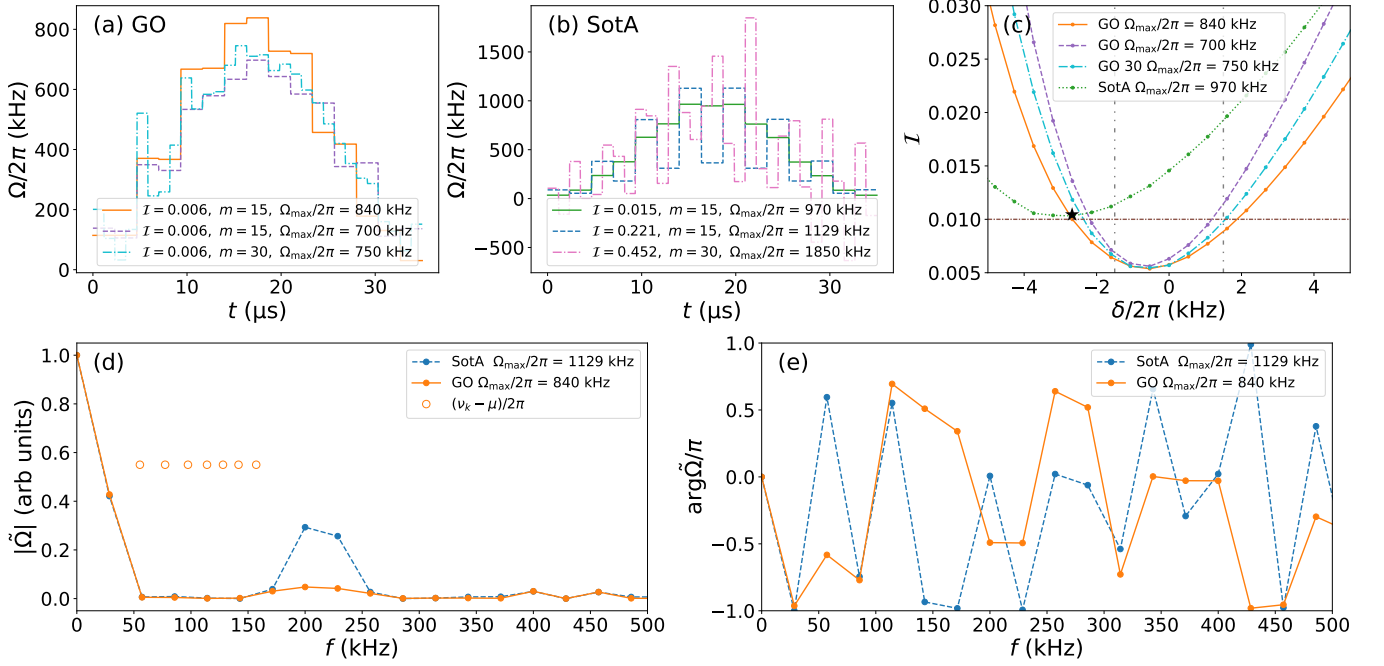 (a) GO
Ω/2π (kHz)
800
600
400
200
0
0
10
20
30
t (μs)
𝓘 = 0.006, m = 15, Ωmax/2π = 840 kHz
𝓘 = 0.006, m = 15, Ωmax/2π = 700 kHz
𝓘 = 0.006, m = 30, Ωmax/2π = 750 kHz
(b) SotA
Ω/2π (kHz)
1500
1000
500
0
−500
0
10
20
30
t (μs)
𝓘 = 0.015, m = 15, Ωmax/2π = 970 kHz
𝓘 = 0.221, m = 15, Ωmax/2π = 1129 kHz
𝓘 = 0.452, m = 30, Ωmax/2π = 1850 kHz
(c)
𝓘
0.030
0.025
0.020
0.015
0.010
0.005
−4
−2
0
2
4
δ/2π (kHz)
GO Ωmax/2π = 840 kHz
GO Ωmax/2π = 700 kHz
GO 30 Ωmax/2π = 750 kHz
SotA Ωmax/2π = 970 kHz
(d)
|Ω̃| (arb units)
1.0
0.8
0.6
0.4
0.2
0.0
0
50
100
150
200
250
300
350
400
450
500
f (kHz)
SotA Ωmax/2π = 1129 kHz
GO Ωmax/2π = 840 kHz
(νk − μ)/2π
(e)
argΩ̃/π
1.0
0.5
0.0
−0.5
−1.0
0
50
100
150
200
250
300
350
400
450
500
f (kHz)
SotA Ωmax/2π = 1129 kHz
GO Ωmax/2π = 840 kHz